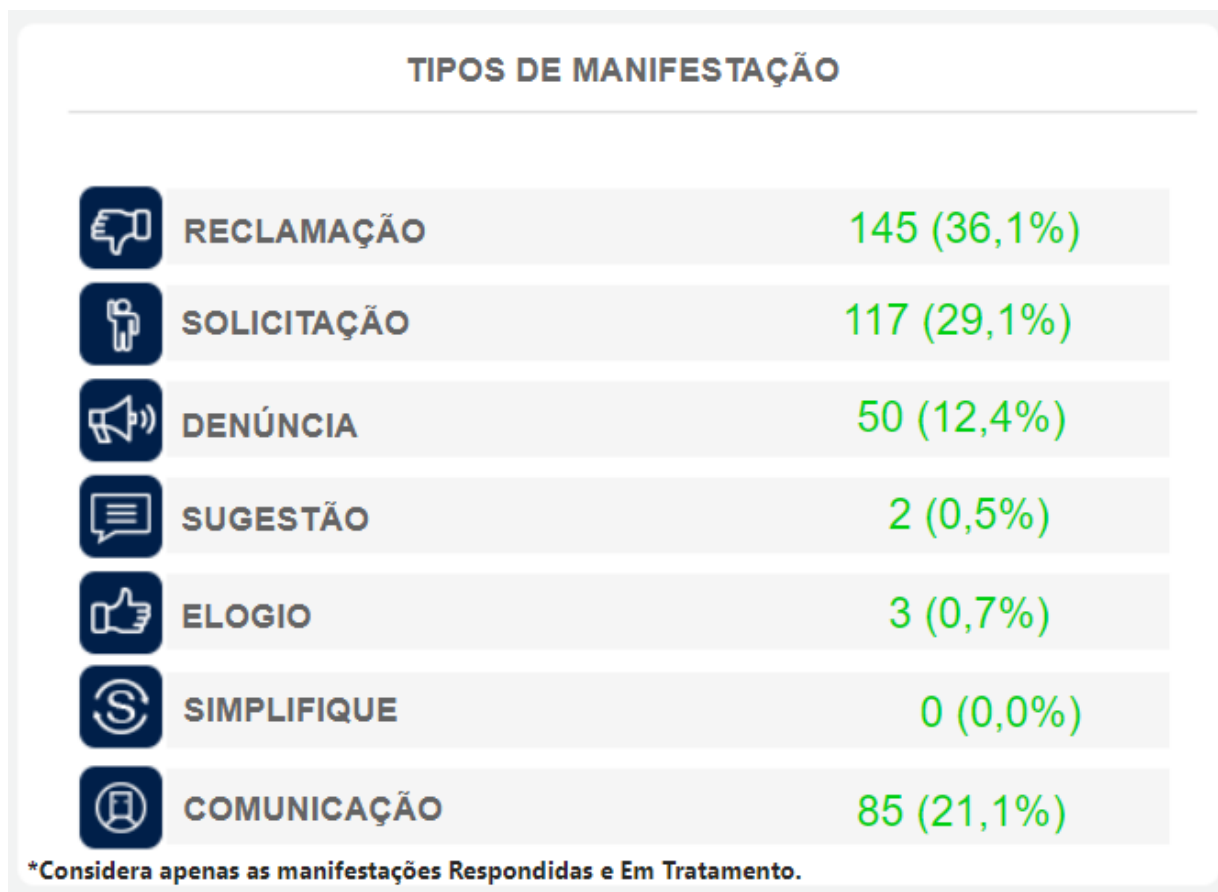 TIPOS DE MANIFESTAÇÃO
RECLAMAÇÃO 145 (36,1%)
SOLICITAÇÃO 117 (29,1%)
DENÚNCIA 50 (12,4%)
SUGESTÃO 2 (0,5%)
ELOGIO 3 (0,7%)
SIMPLIFIQUE 0 (0,0%)
COMUNICAÇÃO 85 (21,1%)
*Considera apenas as manifestações Respondidas e Em Tratamento.